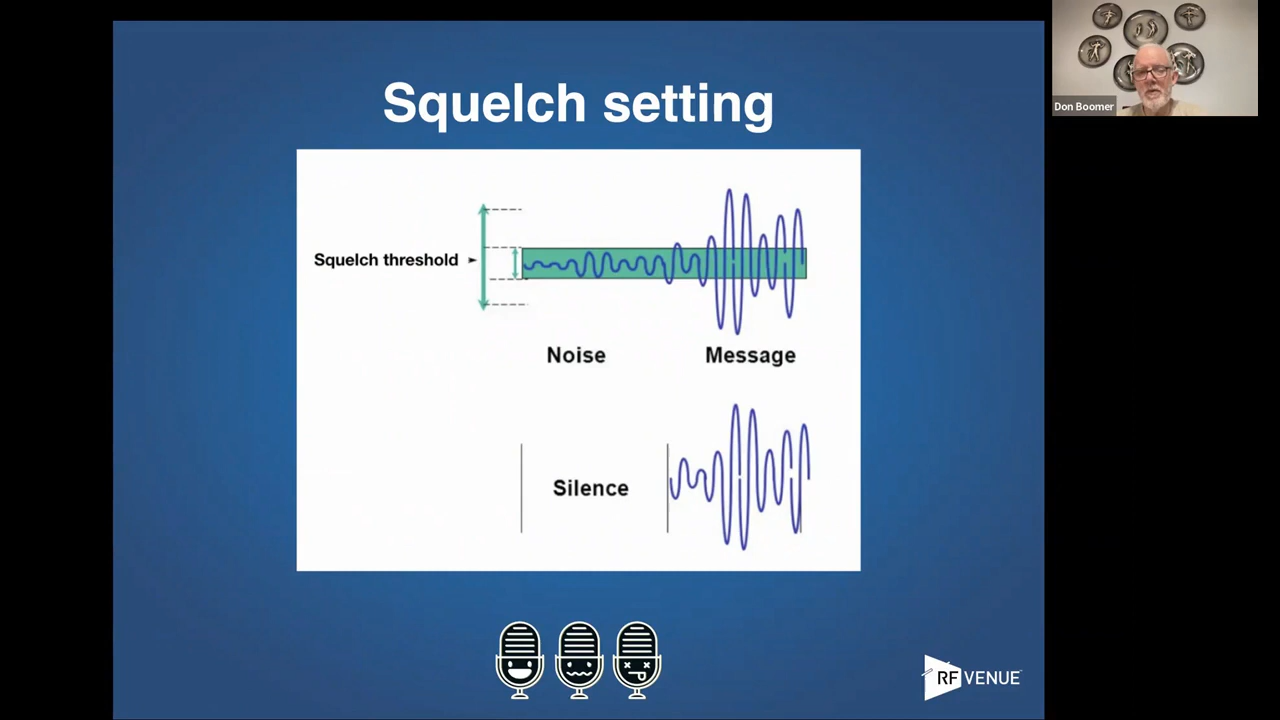 Squelch setting
Squelch threshold
Noise
Message
Silence
RF VENUE
Don Boomer